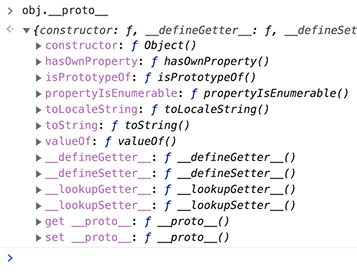 > obj.__proto__
{constructor: ƒ, __defineGetter__: ƒ, __defineSet
constructor: ƒ Object()
hasOwnProperty: ƒ hasOwnProperty()
isPrototypeOf: ƒ isPrototypeOf()
propertyIsEnumerable: ƒ propertyIsEnumerable()
toLocaleString: ƒ toLocaleString()
toString: ƒ toString()
valueOf: ƒ valueOf()
__defineGetter__: ƒ __defineGetter__()
__defineSetter__: ƒ __defineSetter__()
__lookupGetter__: ƒ __lookupGetter__()
__lookupSetter__: ƒ __lookupSetter__()
get __proto__: ƒ __proto__()
set __proto__: ƒ __proto__()
>